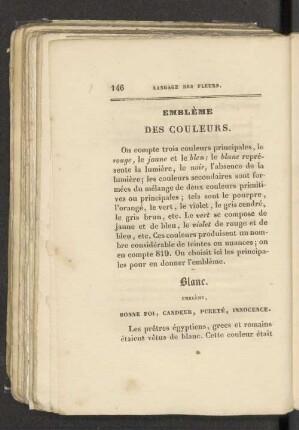 146 LANGAGE DES FLEURS.
EMBLÈME
DES COULEURS.
On compte trois couleurs principales, le
rouge, le jaune et le bleu; le blanc repré-
sente la lumière, le noir, l'absence de la
lumière; les couleurs secondaires sont for-
mées du mélange de deux couleurs primiti-
ves ou principales; tels sont le pourpre,
l'orangé, le vert, le violet, le gris cendré,
le gris brun, etc. Le vert se compose de
jaune et de bleu, le violet de rouge et de
bleu, etc. Ces couleurs produisent un nom-
bre considérable de teintes ou nuances; on
en compte 819. On choisit ici les principa-
les pour en donner l'emblème.
Blanc.
EMBLÈME,
BONNE FOI, CANDEUR, PURETÉ, INNOCENCE.
Les prêtres égyptiens, grecs et romains
étaient vêtus de blanc. Cette couleur était